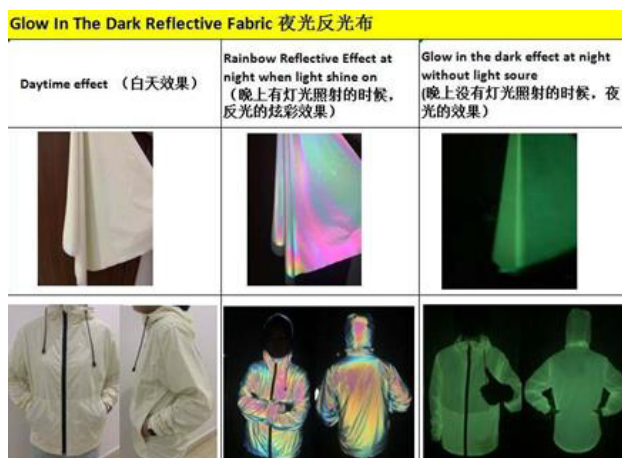 Glow In The Dark Reflective Fabric 夜光反光布
Daytime effect （白天效果）
Rainbow Reflective Effect at
night when light shine on
（晚上有灯光照射的时候，
反光的炫彩效果）
Glow in the dark effect at night
without light soure
(晚上没有灯光照射的时候，夜
光的效果）